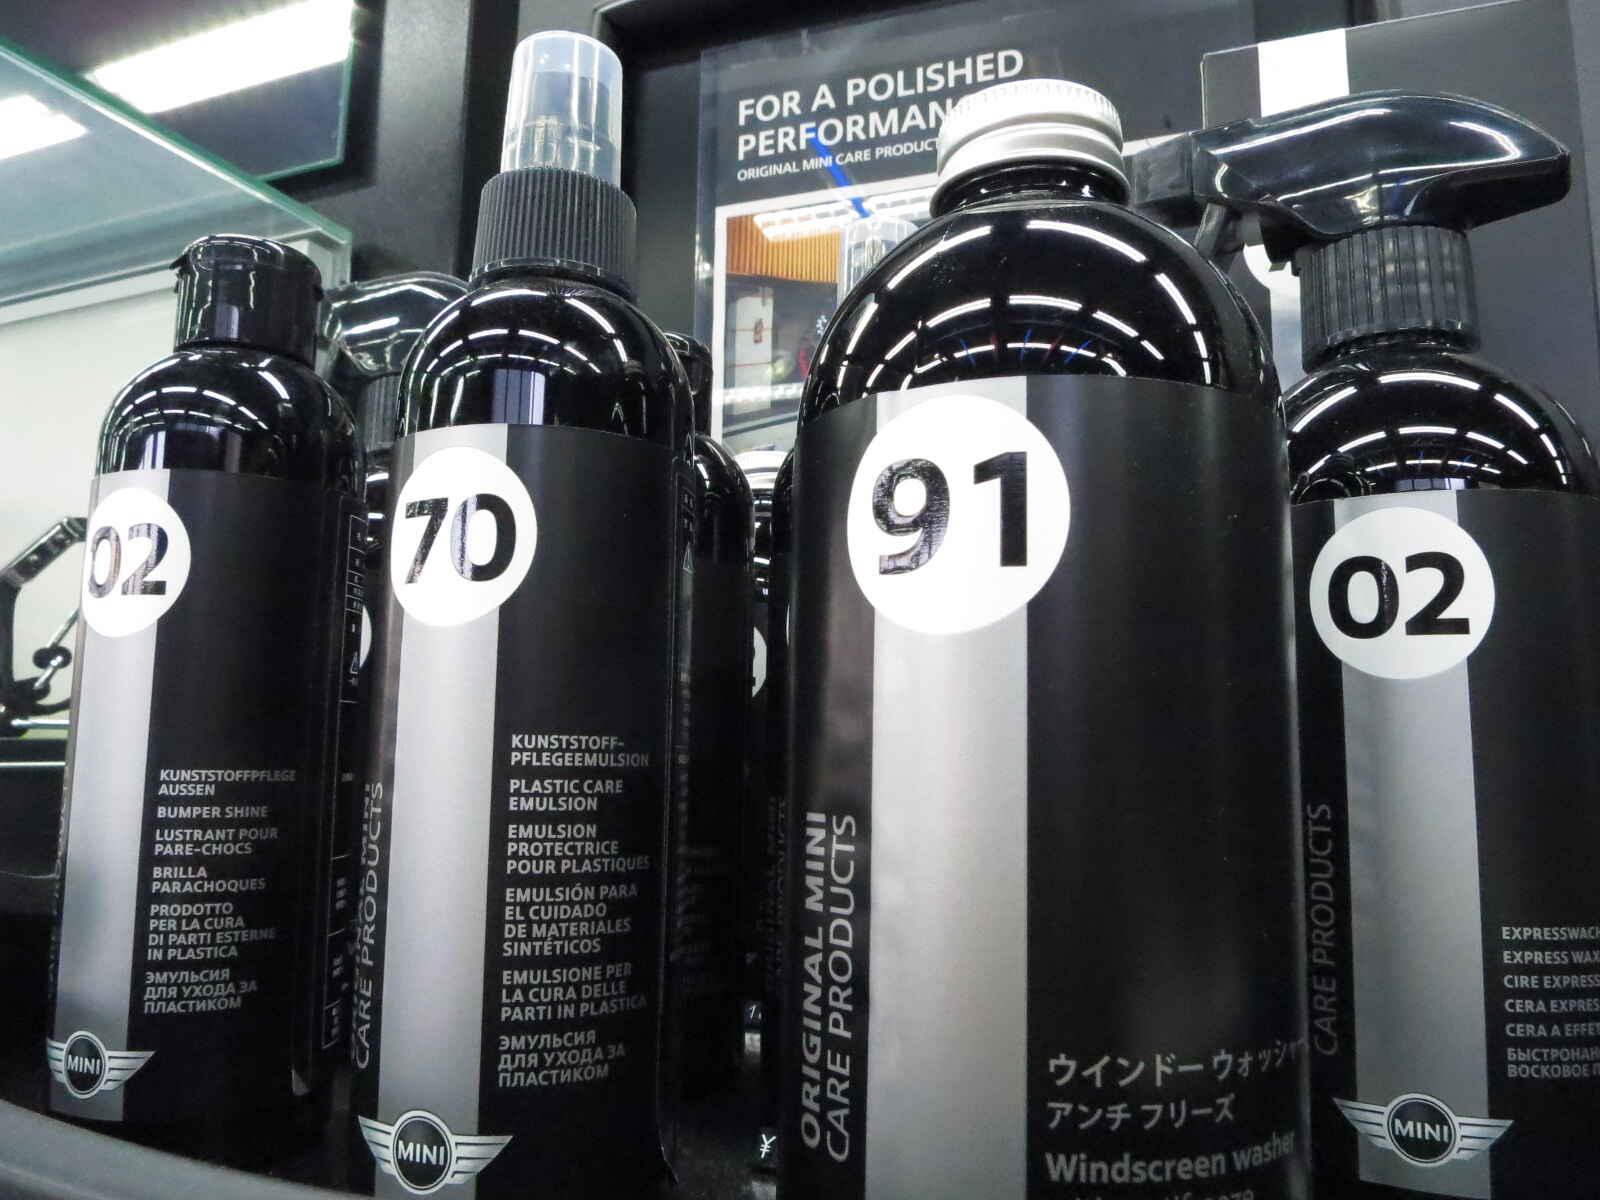 FOR A POLISHED
ORIGINAL MINI CARE
02
KUNSTSTOFFPFLEGE
AUSSEN
BUMPER SHINE
LUSTRANT POUR
PARE-CHOCS
BRILLA
PARACHOQUES
PRODOTTO
PER LA CURA
DI PARTI ESTERNE
IN PLASTICA
ЭМУЛЬСИЯ
ДЛЯ УХОДА ЗА
ПЛАСТИКОМ
MINI
CARE PRODUCTS
70
KUNSTSTOFF-
PFLEGEEMULSION
PLASTIC CARE
EMULSION
EMULSION
PROTECTRICE
POUR PLASTIQUES
EMULSIÓN PARA
EL CUIDADO
DE MATERIALES
SINTÉTICOS
EMULSIONE PER
LA CURA DELLE
PARTI IN PLASTICA
ЭМУЛЬСИЯ
ДЛЯ УХОДА ЗА
ПЛАСТИКОМ
MINI
¥
91
ORIGINAL MINI
CARE PRODUCTS
ウインドー ウォッシャー
アンチ フリーズ
Windscreen washer
02
CARE PRODUCTS
EXPRESS WAX
CIRE EXPRESS
CERA
CERA A
MINI